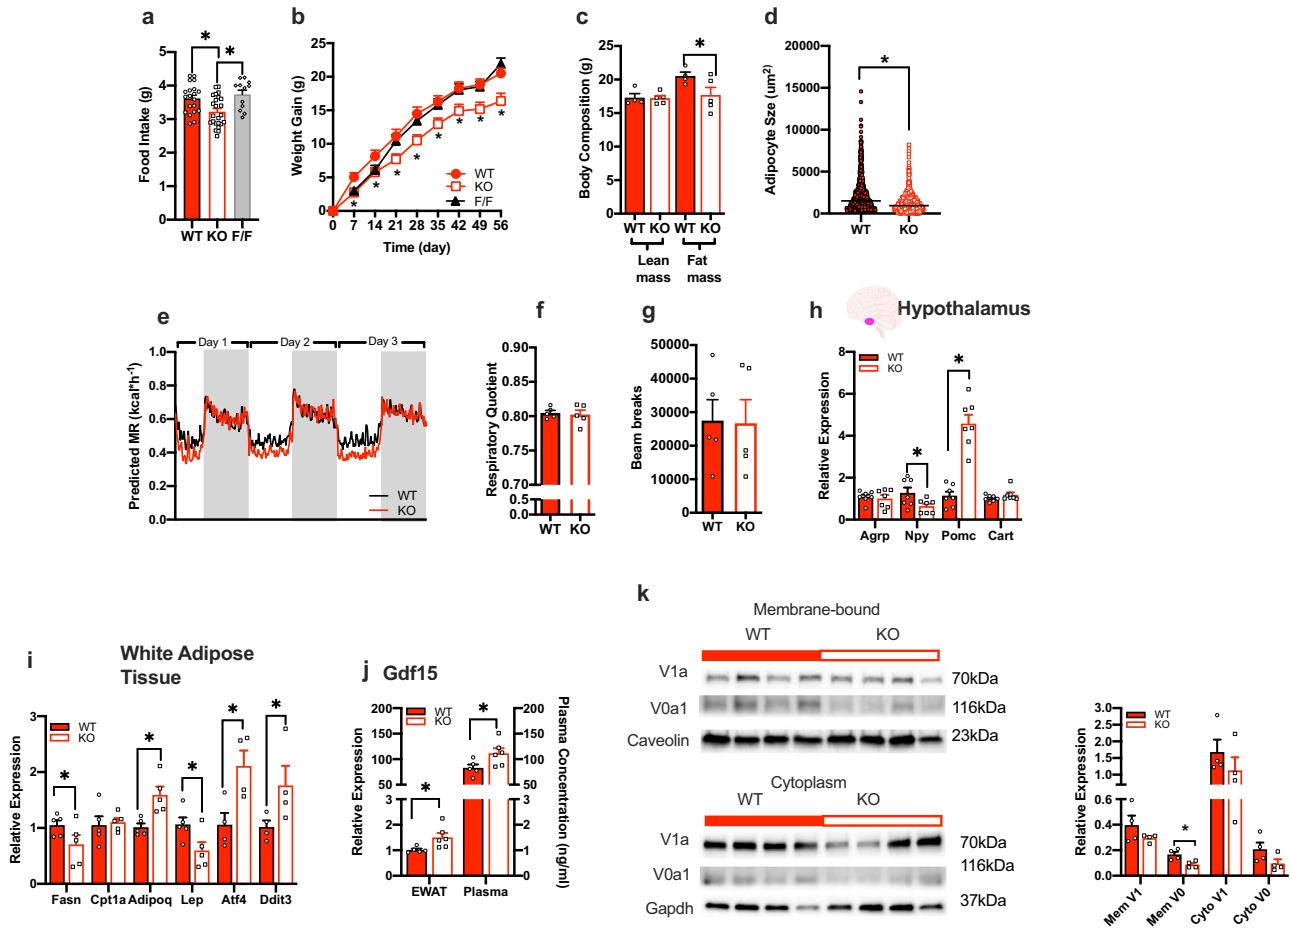 a
*
*
Food Intake (g)
5
4
3
2
1
0
WT KO F/F
b
Weight Gain (g)
25
20
15
10
5
0
* * * * * * * *
WT
KO
F/F
0 7 14 21 28 35 42 49 56
Time (day)
c
*
Body Composition (g)
25
20
15
10
5
0
WT KO WT KO
Lean mass
Fat mass
d
*
Adipocyte Sze (um²)
20000
15000
10000
5000
0
WT KO
e
Day 1 Day 2 Day 3
Predicted MR (kcal*h⁻¹)
1.0
0.8
0.6
0.4
0.2
0.0
WT
KO
f
Respiratory Quotient
0.90
0.85
0.80
0.75
0.70
0.5
0.0
WT KO
g
Beam breaks
50000
40000
30000
20000
10000
0
WT KO
h
Hypothalamus
Relative Expression
8
6
4
2
0
WT
KO
*
*
Agrp Npy Pomc Cart
i
White Adipose
Tissue
Relative Expression
3
2
1
0
WT
KO
* * * * *
Fasn Cpt1a Adipoq Lep Atf4 Ddit3
j Gdf15
Relative Expression
200
150
100
50
3
2
1
0
WT
KO
*
*
Plasma Concentration (ng/ml)
200
150
100
50
3
2
1
0
EWAT Plasma
k
Membrane-bound
WT KO
V1a 70kDa
V0a1 116kDa
Caveolin 23kDa
Cytoplasm
WT KO
V1a 70kDa
V0a1 116kDa
Gapdh 37kDa
Relative Expression
3.0
2.5
2.0
1.5
1.0
0.6
0.4
0.2
0.0
WT
KO
*
Mem V1 Mem V0 Cyto V1 Cyto V0